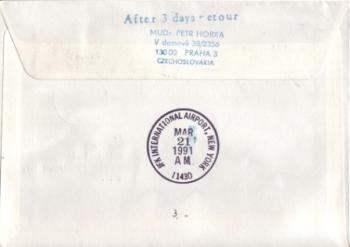 After 3 days retour
MUDr PETR HORKA
V domově 38/2356
130 00 PRAHA 3
CZECHOSLOVAKIA
JFK INTERNATIONAL AIRPORT, NEW YORK
MAR
21
1991
A.M.
11430
3